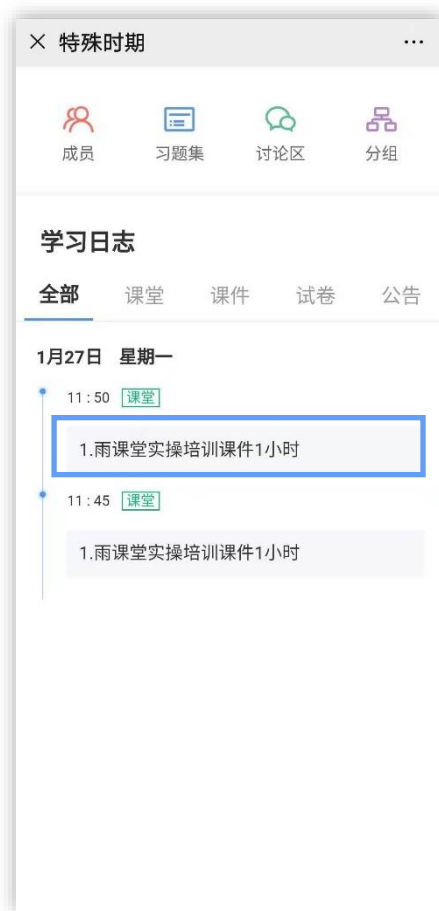 特殊时期 ...
成员 习题集 讨论区 分组
学习日志
全部 课堂 课件 试卷 公告
1月27日 星期一
11:50 课堂
1.雨课堂实操培训课件1小时
11:45 课堂
1.雨课堂实操培训课件1小时